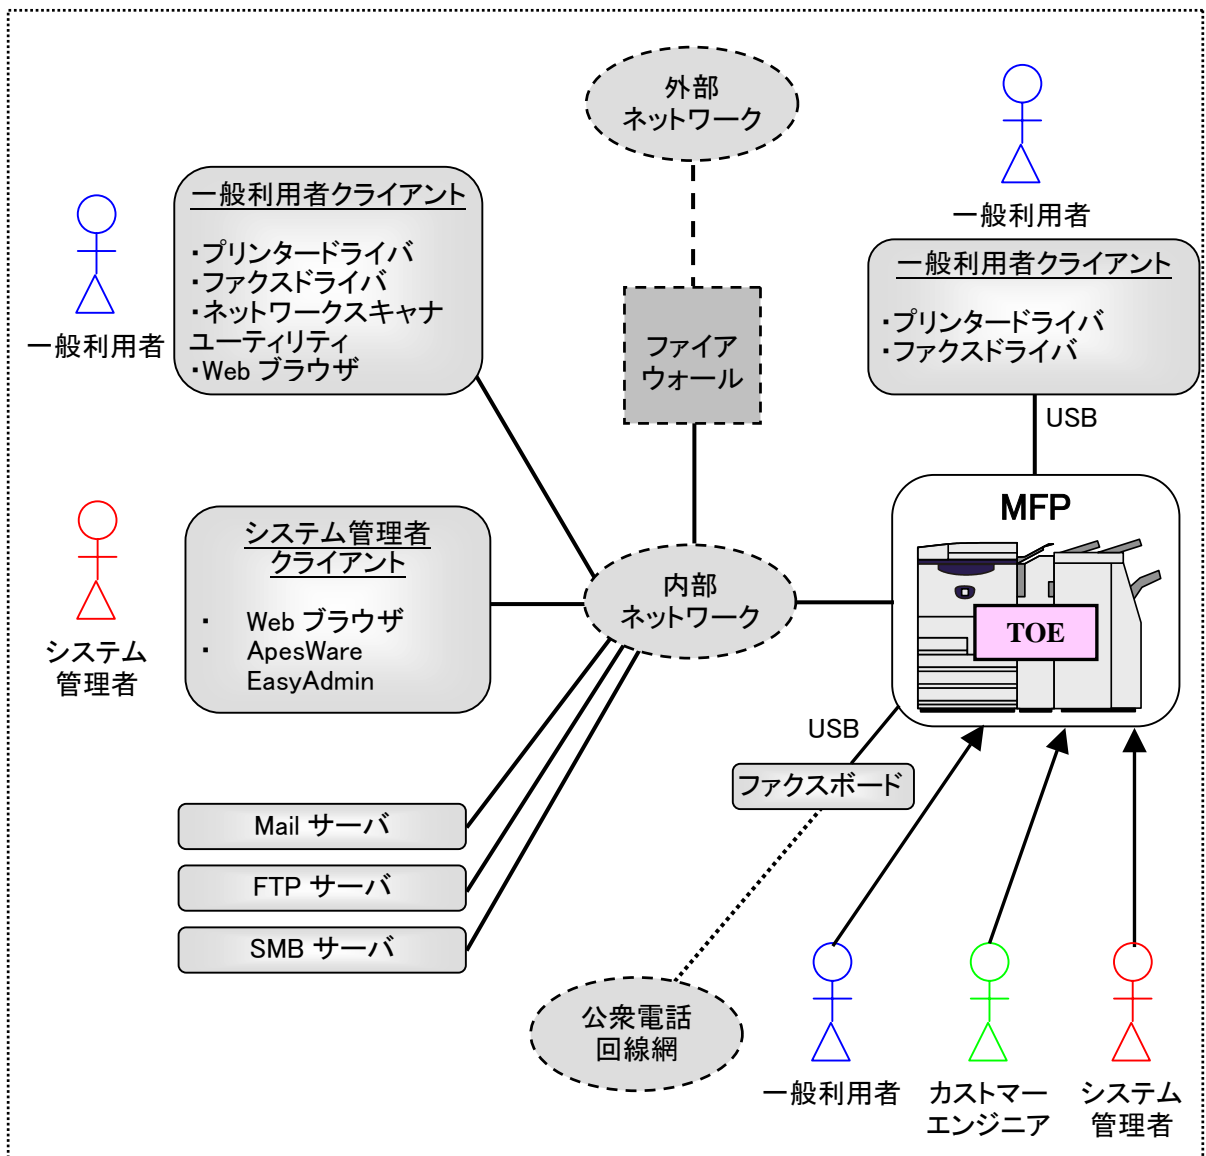 外部
ネットワーク
一般利用者
一般利用者クライアント
・プリンタードライバ
・ファクスドライバ
・ネットワークスキャナ
ユーティリティ
・Web ブラウザ
一般利用者
一般利用者クライアント
・プリンタードライバ
・ファクスドライバ
ファイア
ウォール
USB
MFP
TOE
システム管理者
クライアント
・ Web ブラウザ
・ ApesWare
EasyAdmin
システム
管理者
内部
ネットワーク
USB
ファクスボード
Mail サーバ
FTP サーバ
SMB サーバ
公衆電話
回線網
一般利用者
カストマー
エンジニア
システム
管理者